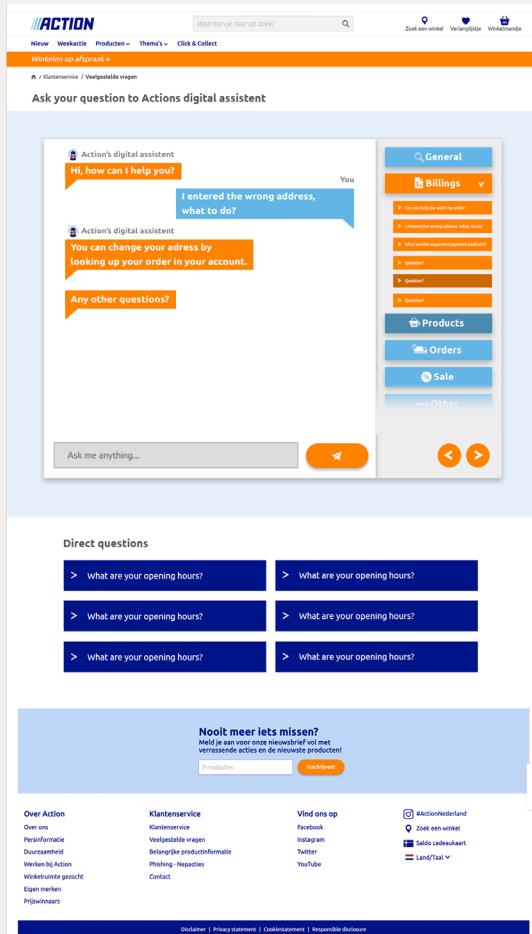 ACTION
Waar ben je naar op zoek?
Zoek een winkel Verlanglijstje Winkelmandje
Nieuw Weekactie Producten Thema's Click & Collect
Winkelen op afspraak »
/ Klantenservice / Veelgestelde vragen
Ask your question to Actions digital assistent
Action's digital assistent
Hi, how can I help you?
You
I entered the wrong address,
what to do?
Action's digital assistent
You can change your adress by
looking up your order in your account.
Any other questions?
Ask me anything...
General
Billings v
> Can you help me with my order?
> I entered the wrong address. What to do?
> What are the supported payment methods?
> Question?
> Question?
> Question?
Products
Orders
Sale
Other
< >
Direct questions
> What are your opening hours?
> What are your opening hours?
> What are your opening hours?
> What are your opening hours?
> What are your opening hours?
> What are your opening hours?
Nooit meer iets missen?
Meld je aan voor onze nieuwsbrief vol met
verrassende acties en de nieuwste producten!
E-mailadres
Inschrijven!
Over Action
Over ons
Persinformatie
Duurzaamheid
Werken bij Action
Winkelruimte gezocht
Eigen merken
Prijswinnaars
Klantenservice
Klantenservice
Veelgestelde vragen
Belangrijke productinformatie
Phishing - Nepacties
Contact
Vind ons op
Facebook
Instagram
Twitter
YouTube
#ActionNederland
Zoek een winkel
Saldo cadeaukaart
Land/Taal
Disclaimer | Privacy statement | Cookiestatement | Responsible disclosure